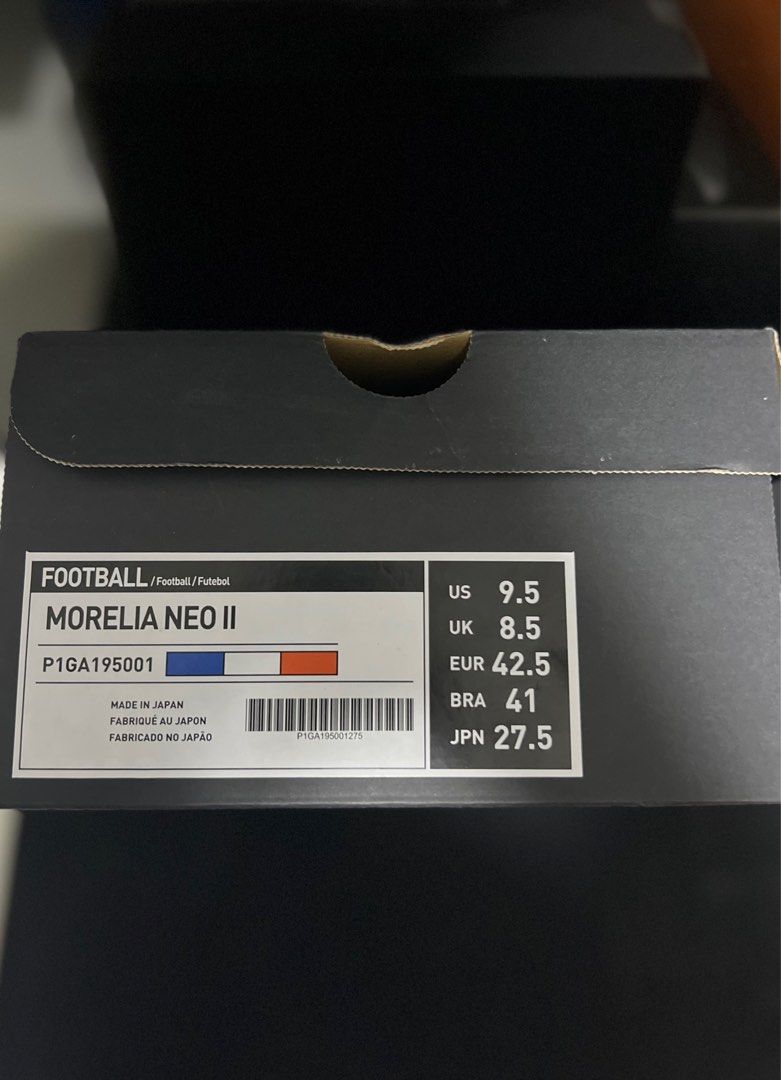 FOOTBALL / Football / Futebol
MORELIA NEO II
P1GA195001
MADE IN JAPAN
FABRIQUÉ AU JAPON
FABRICADO NO JAPÃO
P1GA195001275
US 9.5
UK 8.5
EUR 42.5
BRA 41
JPN 27.5